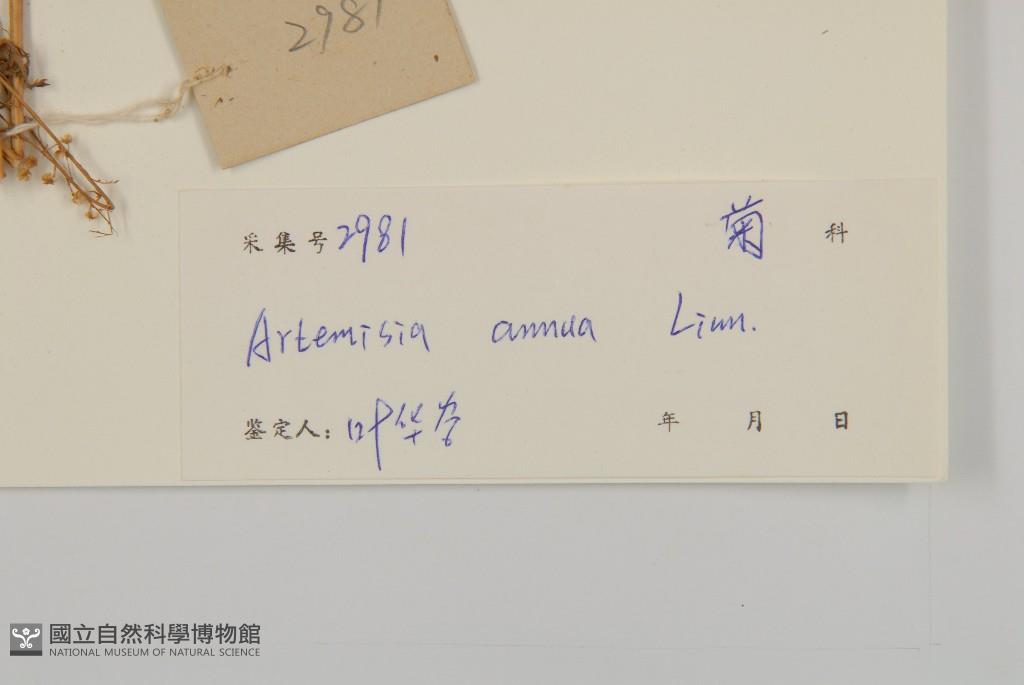 2981
采集号 2981 菊 科
Artemisia annua Linn.
鉴定人: 叶华谷
年 月 日
國立自然科學博物館
NATIONAL MUSEUM OF NATURAL SCIENCE